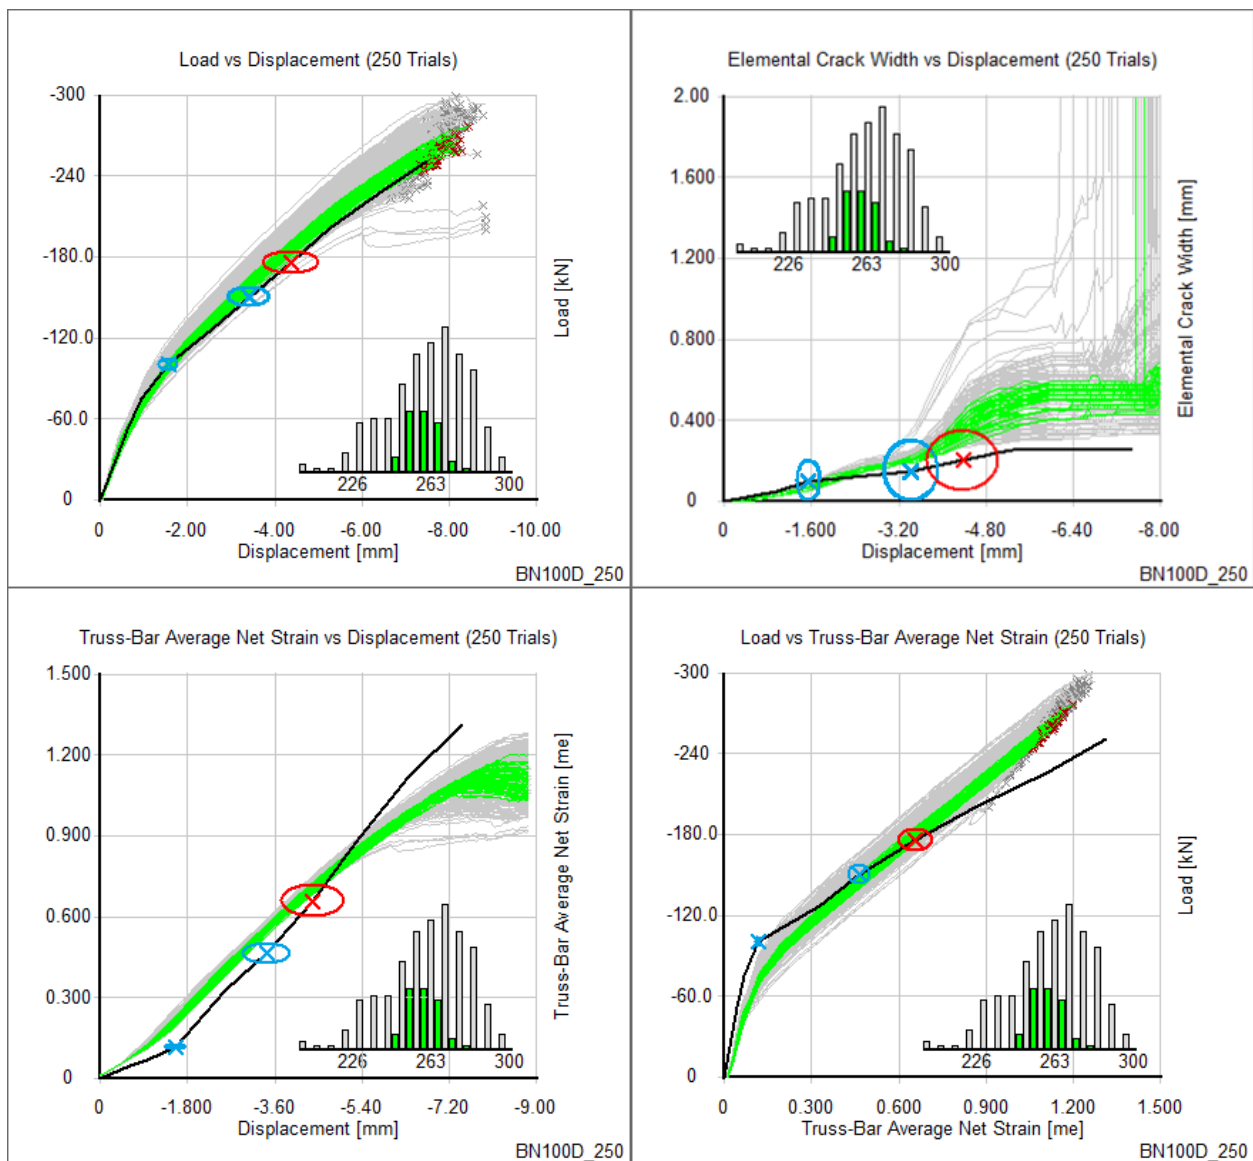 Load vs Displacement (250 Trials)
-300
-240
-180
-120.0
-60.0
0
Load [kN]
226 263 300
0 -2.00 -4.00 -6.00 -8.00 -10.00
Displacement [mm]
BN100D_250
Elemental Crack Width vs Displacement (250 Trials)
2.00
1.600
1.200
0.800
0.400
0
Elemental Crack Width [mm]
226 263 300
0 -1.600 -3.20 -4.80 -6.40 -8.00
Displacement [mm]
BN100D_250
Truss-Bar Average Net Strain vs Displacement (250 Trials)
1.500
1.200
0.900
0.600
0.300
0
Truss-Bar Average Net Strain [me]
226 263 300
0 -1.800 -3.60 -5.40 -7.20 -9.00
Displacement [mm]
BN100D_250
Load vs Truss-Bar Average Net Strain (250 Trials)
-300
-240
-180.0
-120.0
-60.0
0
Load [kN]
226 263 300
0 0.300 0.600 0.900 1.200 1.500
Truss-Bar Average Net Strain [me]
BN100D_250